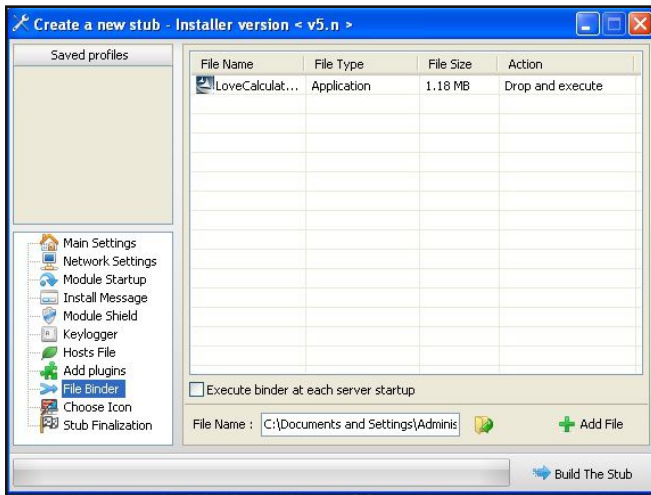 Create a new stub - Installer version < v5.n >
Saved profiles
File Name File Type File Size Action
LoveCalculat... Application 1.18 MB Drop and execute
Main Settings
Network Settings
Module Startup
Install Message
Module Shield
Keylogger
Hosts File
Add plugins
File Binder
Choose Icon
Stub Finalization
Execute binder at each server startup
File Name : C:\Documents and Settings\Adminis
Add File
Build The Stub